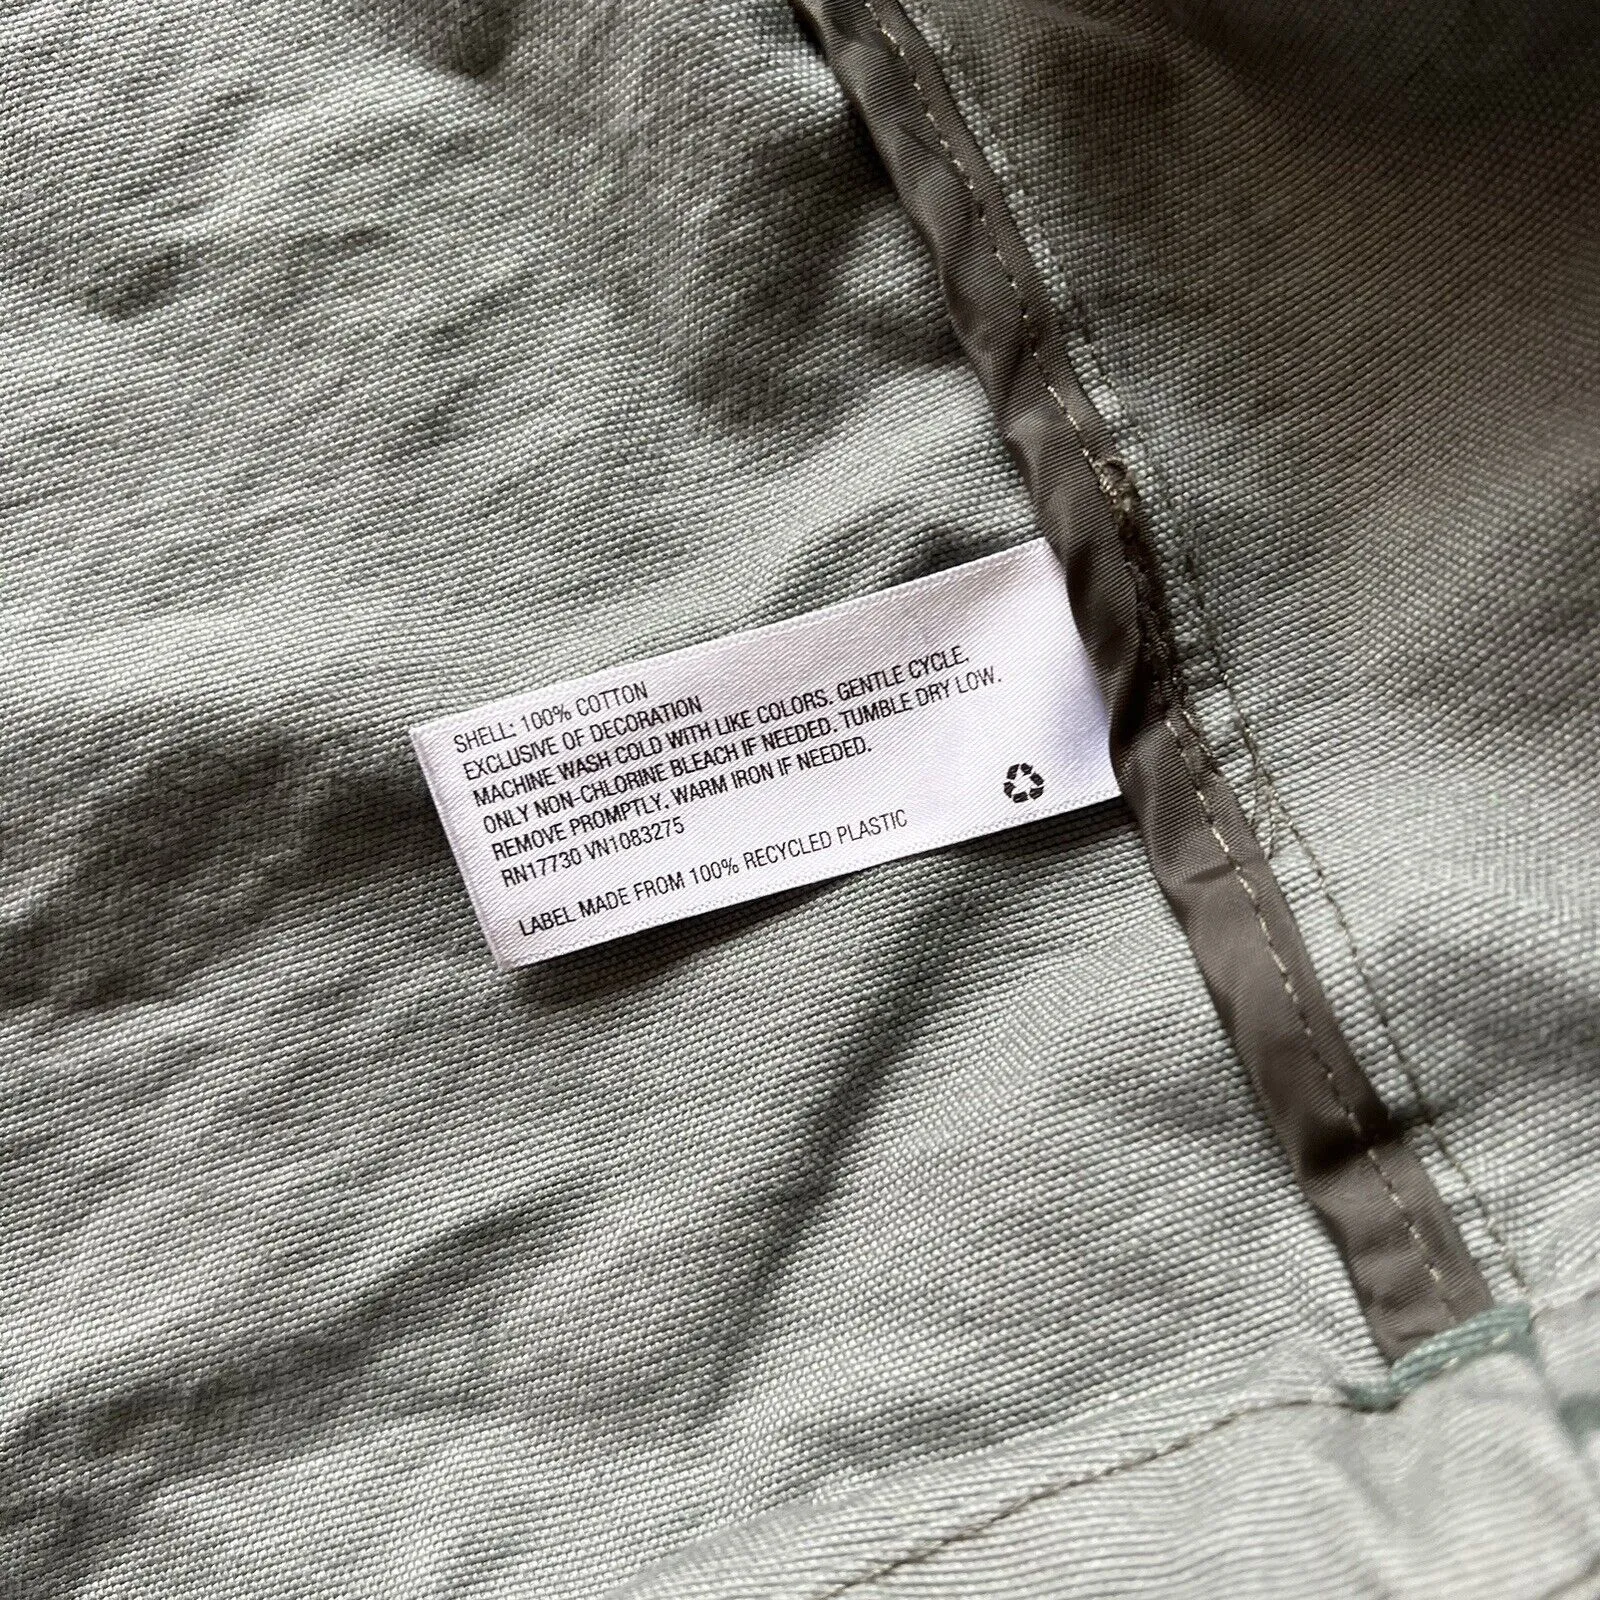 SHELL: 100% COTTON
EXCLUSIVE OF DECORATION
MACHINE WASH COLD WITH LIKE COLORS. GENTLE CYCLE.
ONLY NON-CHLORINE BLEACH IF NEEDED. TUMBLE DRY LOW.
REMOVE PROMPTLY. WARM IRON IF NEEDED.
RN17730 VN1083275
LABEL MADE FROM 100% RECYCLED PLASTIC